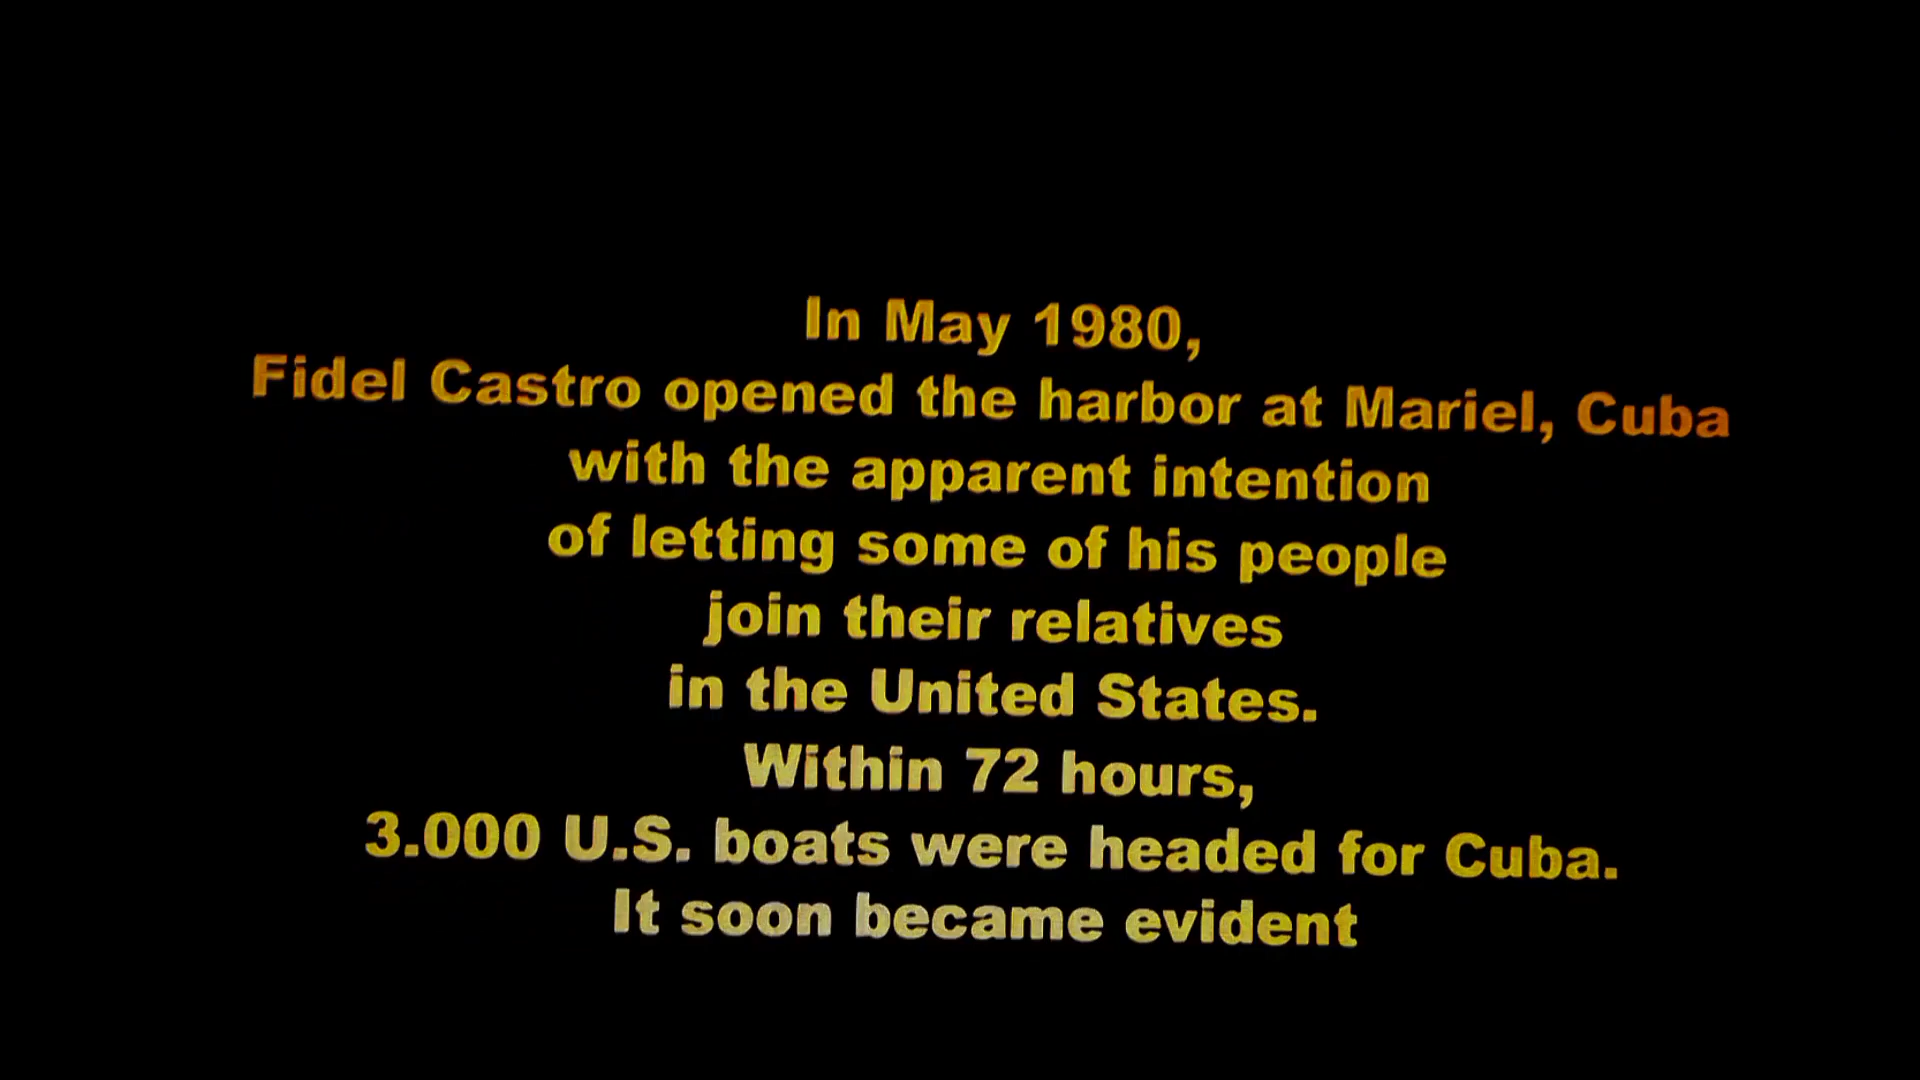 In May 1980,
Fidel Castro opened the harbor at Mariel, Cuba
with the apparent intention
of letting some of his people
join their relatives
in the United States.
Within 72 hours,
3.000 U.S. boats were headed for Cuba.
It soon became evident